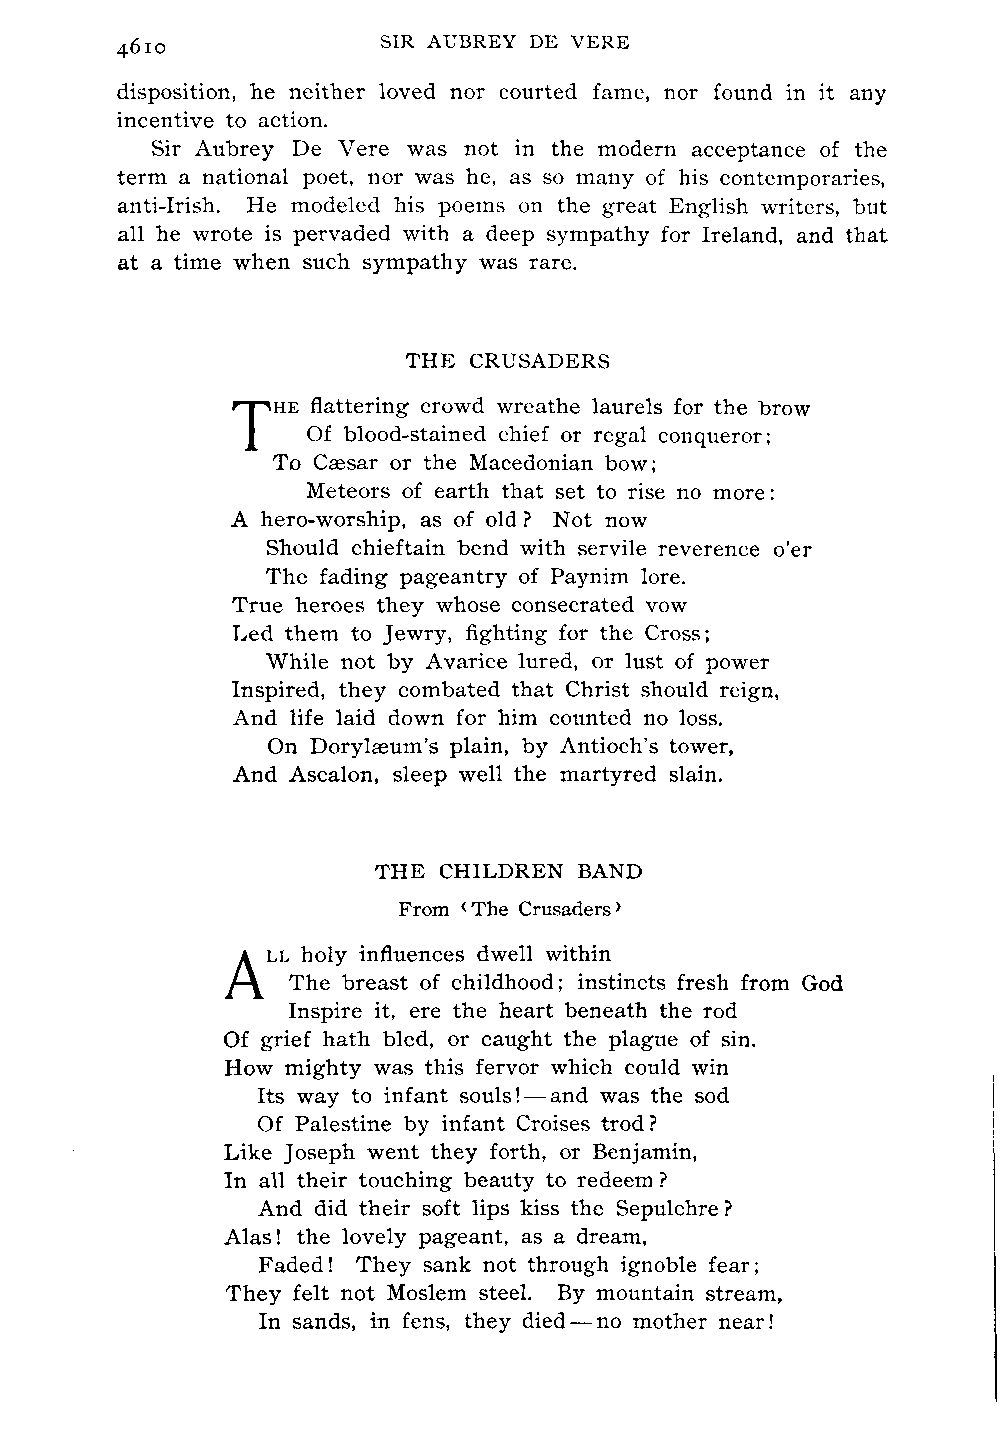 4610 SIR AUBREY DE VERE
disposition, he neither loved nor courted fame, nor found in it any
incentive to action.
Sir Aubrey De Vere was not in the modern acceptance of the
term a national poet, nor was he, as so many of his contemporaries,
anti-Irish. He modeled his poems on the great English writers, but
all he wrote is pervaded with a deep sympathy for Ireland, and that
at a time when such sympathy was rare.
THE CRUSADERS
THE flattering crowd wreathe laurels for the brow
Of blood-stained chief or regal conqueror;
To Cæsar or the Macedonian bow;
Meteors of earth that set to rise no more:
A hero-worship, as of old? Not now
Should chieftain bend with servile reverence o'er
The fading pageantry of Paynim lore.
True heroes they whose consecrated vow
Led them to Jewry, fighting for the Cross;
While not by Avarice lured, or lust of power
Inspired, they combated that Christ should reign,
And life laid down for him counted no loss.
On Dorylæum's plain, by Antioch's tower,
And Ascalon, sleep well the martyred slain.
THE CHILDREN BAND
From ‹The Crusaders›
ALL holy influences dwell within
The breast of childhood; instincts fresh from God
Inspire it, ere the heart beneath the rod
Of grief hath bled, or caught the plague of sin.
How mighty was this fervor which could win
Its way to infant souls!—and was the sod
Of Palestine by infant Croises trod?
Like Joseph went they forth, or Benjamin,
In all their touching beauty to redeem?
And did their soft lips kiss the Sepulchre?
Alas! the lovely pageant, as a dream,
Faded! They sank not through ignoble fear;
They felt not Moslem steel. By mountain stream,
In sands, in fens, they died—no mother near!